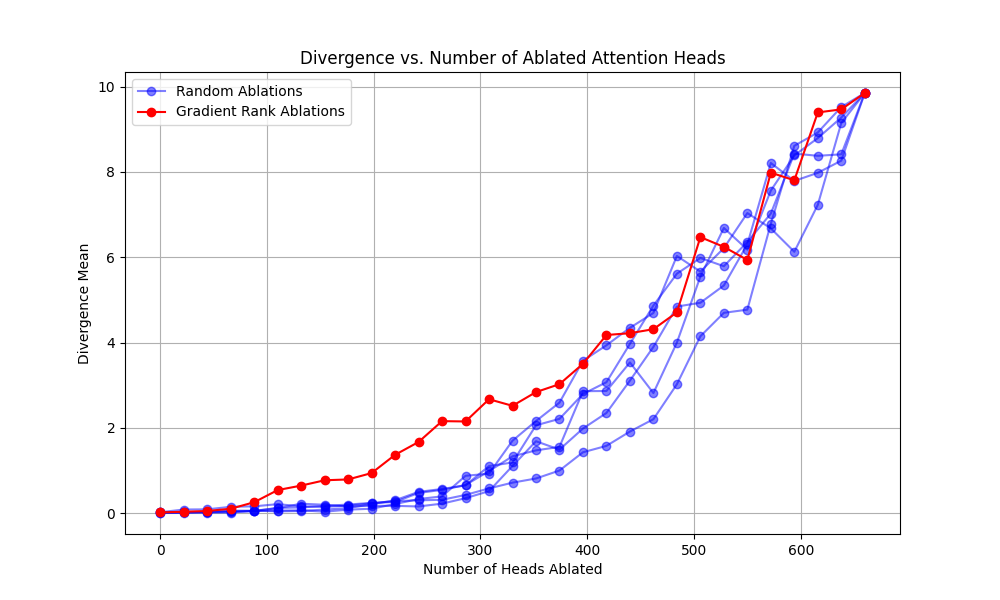 Divergence vs. Number of Ablated Attention Heads
Random Ablations
Gradient Rank Ablations
Divergence Mean
10
8
6
4
2
0
0 100 200 300 400 500 600
Number of Heads Ablated